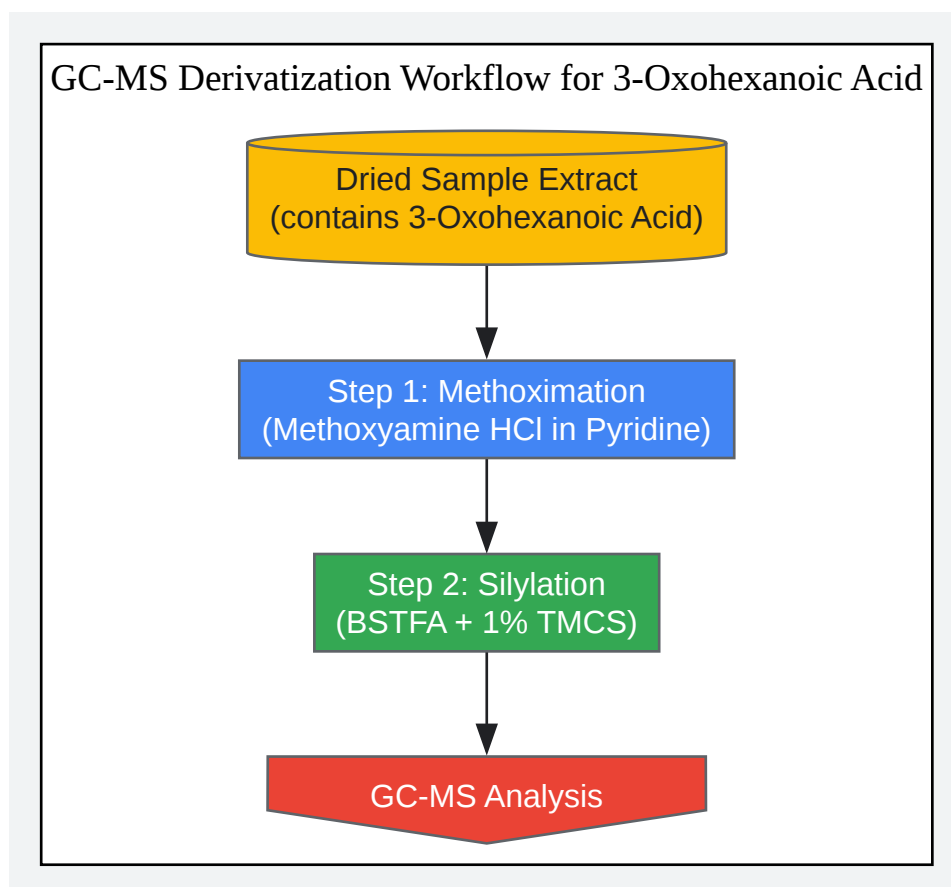 GC-MS Derivatization Workflow for 3-Oxohexanoic Acid
Dried Sample Extract
(contains 3-Oxohexanoic Acid)
Step 1: Methoximation
(Methoxyamine HCl in Pyridine)
Step 2: Silylation
(BSTFA + 1% TMCS)
GC-MS Analysis